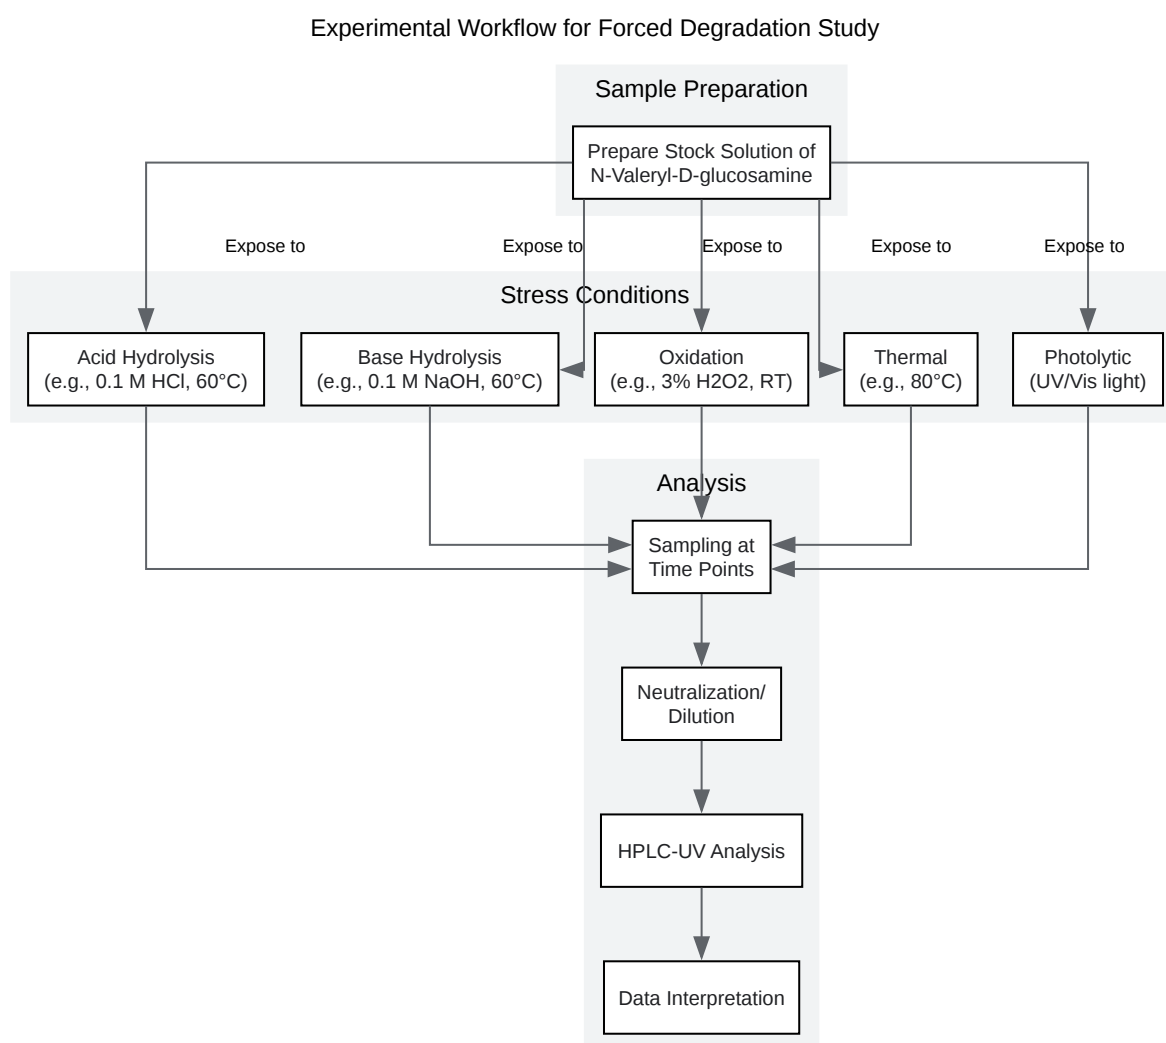 Experimental Workflow for Forced Degradation Study
Sample Preparation
Prepare Stock Solution of
N-Valeryl-D-glucosamine
Expose to
Expose to
Expose to
Expose to
Expose to
Stress Conditions
Acid Hydrolysis
(e.g., 0.1 M HCl, 60°C)
Base Hydrolysis
(e.g., 0.1 M NaOH, 60°C)
Oxidation
(e.g., 3% H2O2, RT)
Thermal
(e.g., 80°C)
Photolytic
(UV/Vis light)
Analysis
Sampling at
Time Points
Neutralization/
Dilution
HPLC-UV Analysis
Data Interpretation